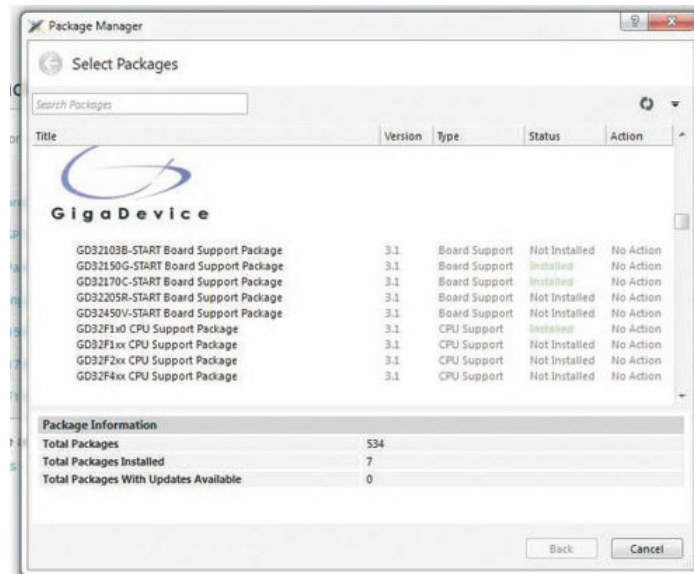 Package Manager
Select Packages
Search Packages
Title Version Type Status Action
GigaDevice
GD32103B-START Board Support Package 3.1 Board Support Not Installed No Action
GD32150G-START Board Support Package 3.1 Board Support Installed No Action
GD32170C-START Board Support Package 3.1 Board Support Installed No Action
GD32205R-START Board Support Package 3.1 Board Support Not Installed No Action
GD32450V-START Board Support Package 3.1 Board Support Not Installed No Action
GD32F1x0 CPU Support Package 3.1 CPU Support Installed No Action
GD32F1xx CPU Support Package 3.1 CPU Support Not Installed No Action
GD32F2xx CPU Support Package 3.1 CPU Support Not Installed No Action
GD32F4xx CPU Support Package 3.1 CPU Support Not Installed No Action
Package Information
Total Packages 534
Total Packages Installed 7
Total Packages With Updates Available 0
Back Cancel